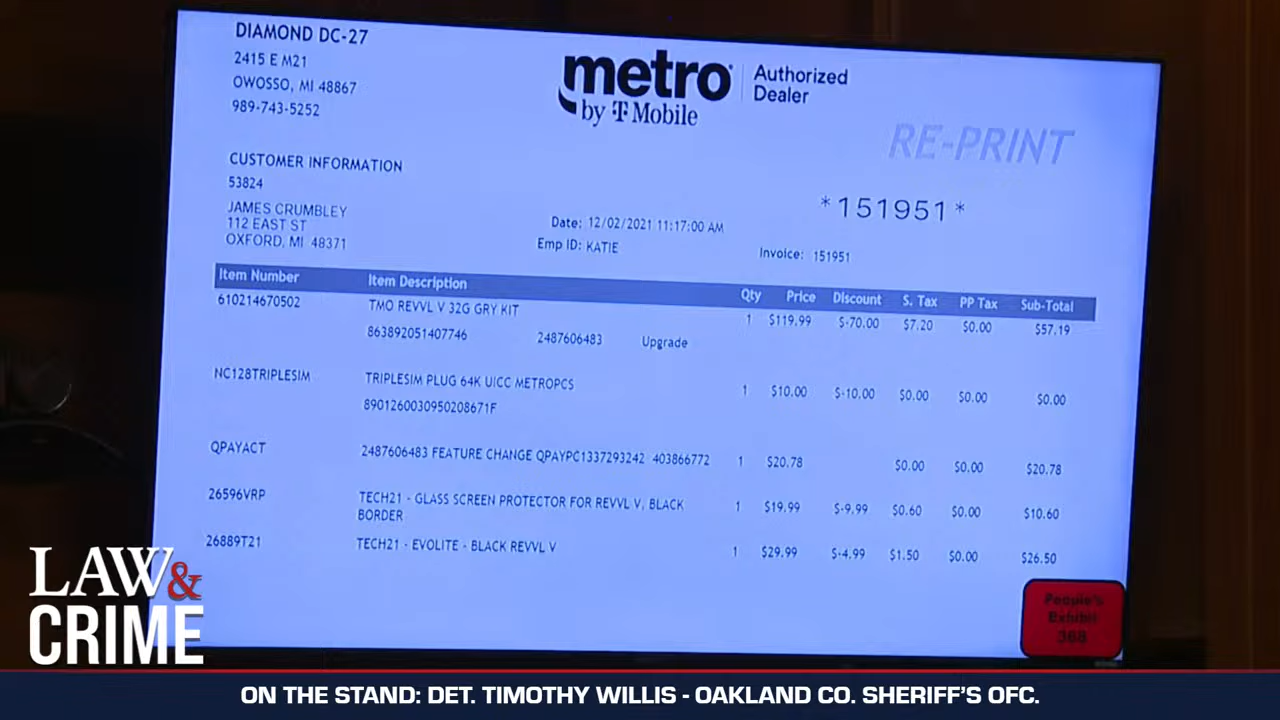 DIAMOND DC-27
2415 E M21
OWOSSO, MI 48867
989-743-5252
metro by T Mobile
Authorized
Dealer
RE-PRINT
CUSTOMER INFORMATION
53824
JAMES CRUMBLEY
112 EAST ST
OXFORD, MI 48371
*151951*
Date: 12/02/2021 11:17:00 AM
Emp ID: KATIE
Invoice: 151951
Item Number Item Description Qty Price Discount S. Tax PP Tax Sub-Total
610214670502 TMO REVVL V 32G GRY KIT 1 $119.99 $-70.00 $7.20 $0.00 $57.19
863892051407746 2487606483 Upgrade
NC128TRIPLESIM TRIPLESIM PLUG 64K UICC METROPCS 1 $10.00 $-10.00 $0.00 $0.00 $0.00
8901260030950208671F
QPAYACT 2487606483 FEATURE CHANGE QPAYPC1337293242 403866772 1 $20.78 $0.00 $0.00 $20.78
26596VRP TECH21 - GLASS SCREEN PROTECTOR FOR REVVL V, BLACK 1 $19.99 $-9.99 $0.60 $0.00 $10.60
BORDER
26889T21 TECH21 - EVOLITE - BLACK REVVL V 1 $29.99 $-4.99 $1.50 $0.00 $26.50
People's
Exhibit
368
LAW&
CRIME
ON THE STAND: DET. TIMOTHY WILLIS - OAKLAND CO. SHERIFF'S OFC.